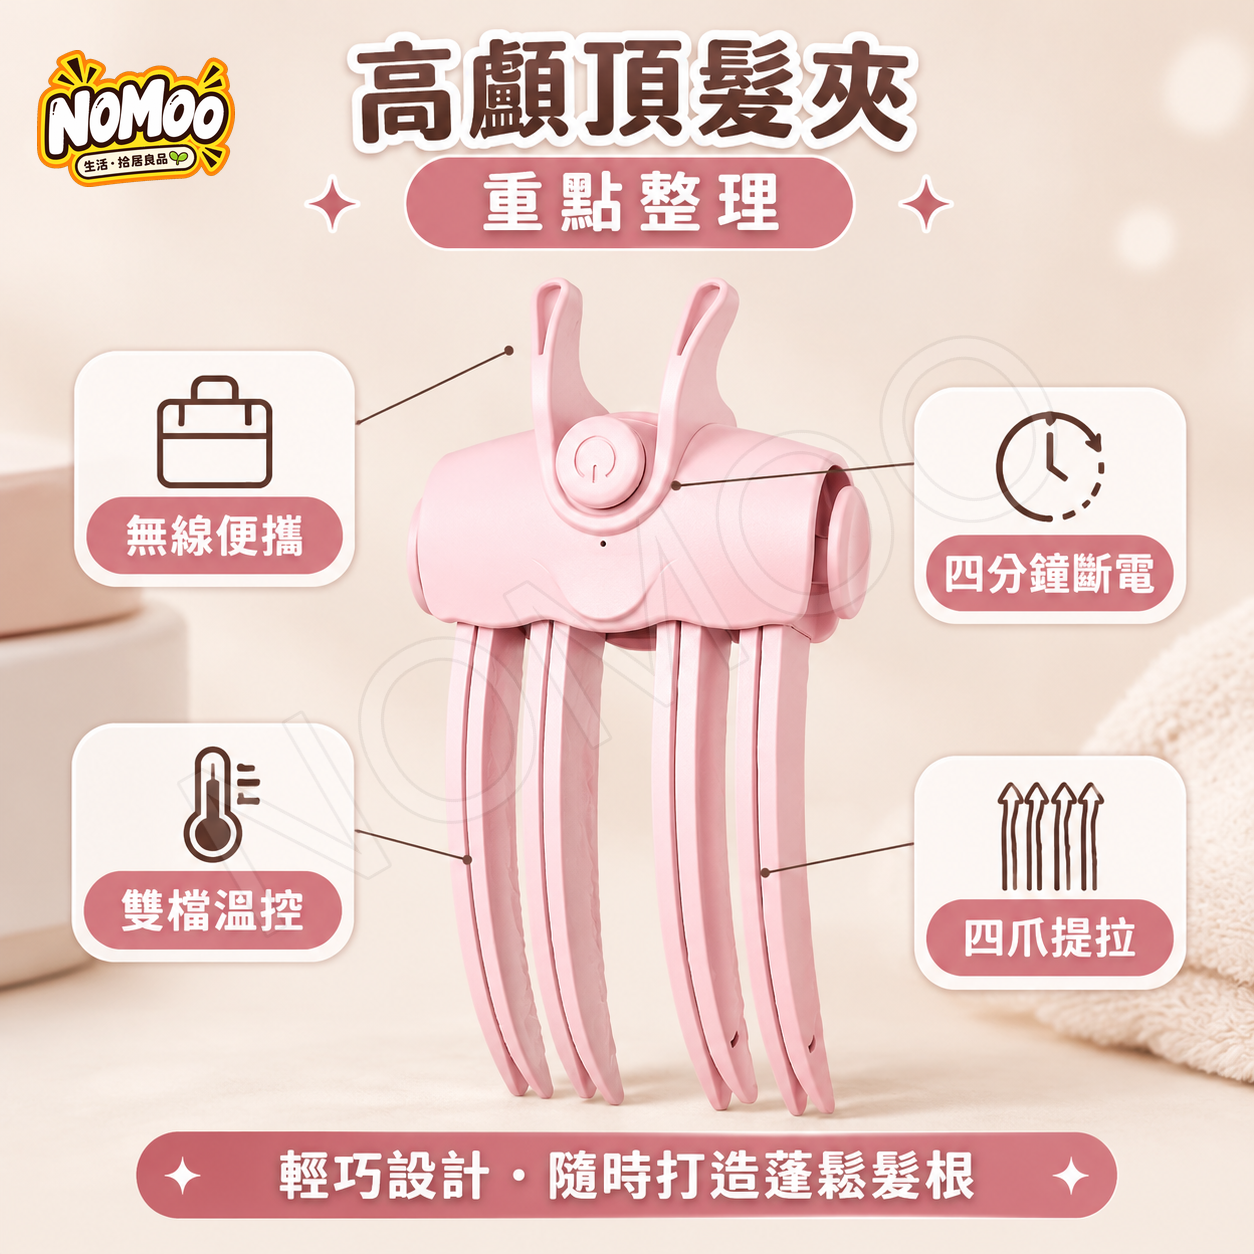 NOMOO
生活·拾居良品
高顱頂髮夾
重點整理
無線便攜
四分鐘斷電
雙檔溫控
四爪提拉
輕巧設計·隨時打造蓬鬆髮根
NOMOO